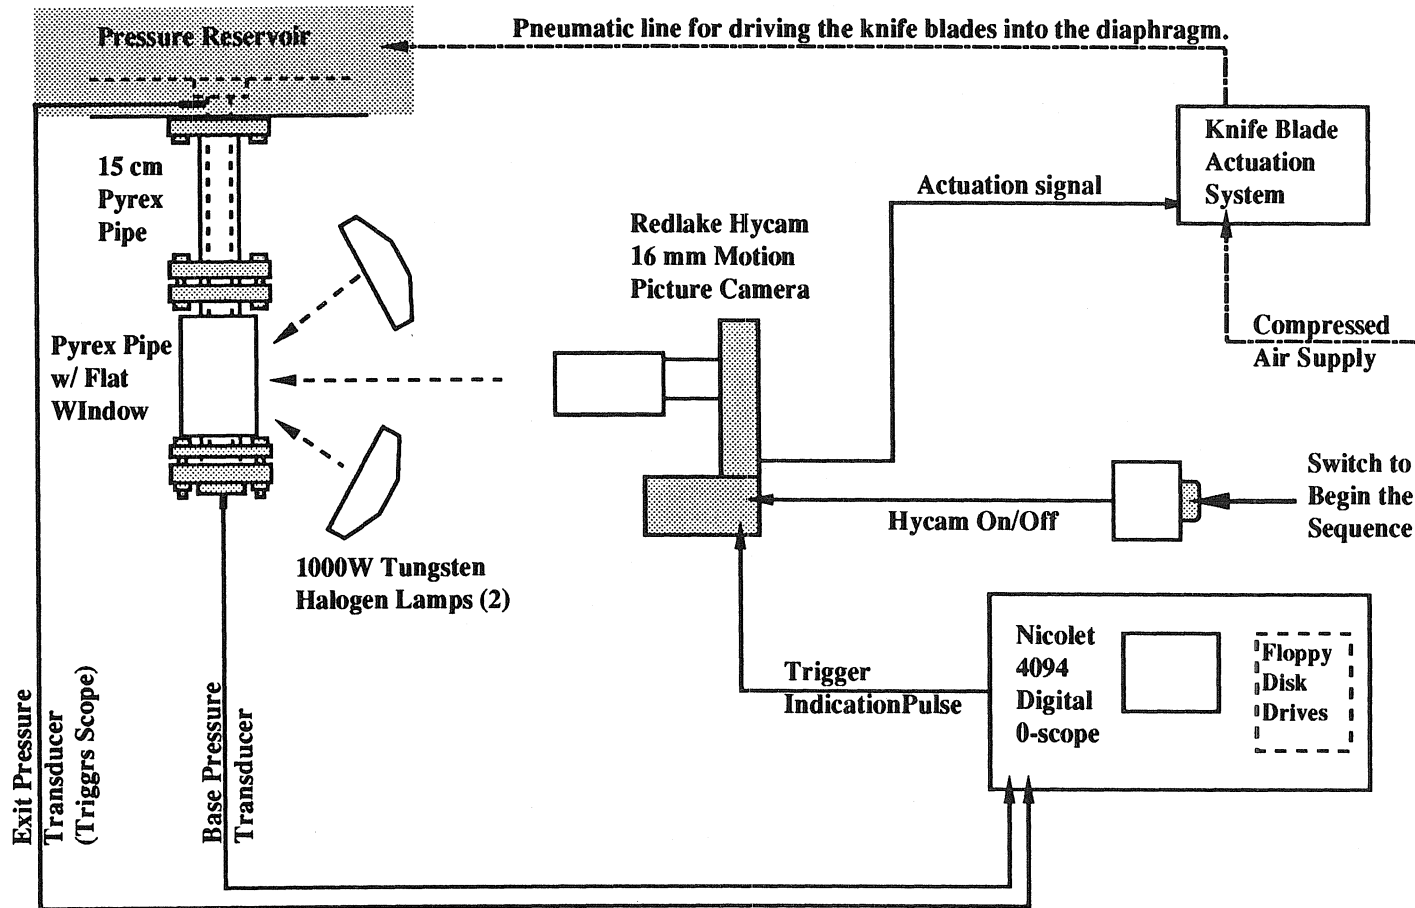 Pressure Reservoir
Pneumatic line for driving the knife blades into the diaphragm.
Knife Blade
Actuation
System
15 cm
Pyrex
Pipe
Actuation signal
Redlake Hycam
16 mm Motion
Picture Camera
Compressed
Air Supply
Pyrex Pipe
w/ Flat
WIndow
Switch to
Begin the
Sequence
Hycam On/Off
1000W Tungsten
Halogen Lamps (2)
Nicolet
4094
Digital
0-scope
Floppy
Disk
Drives
Trigger
IndicationPulse
Exit Pressure
Transducer
(Triggrs Scope)
Base Pressure
Transducer